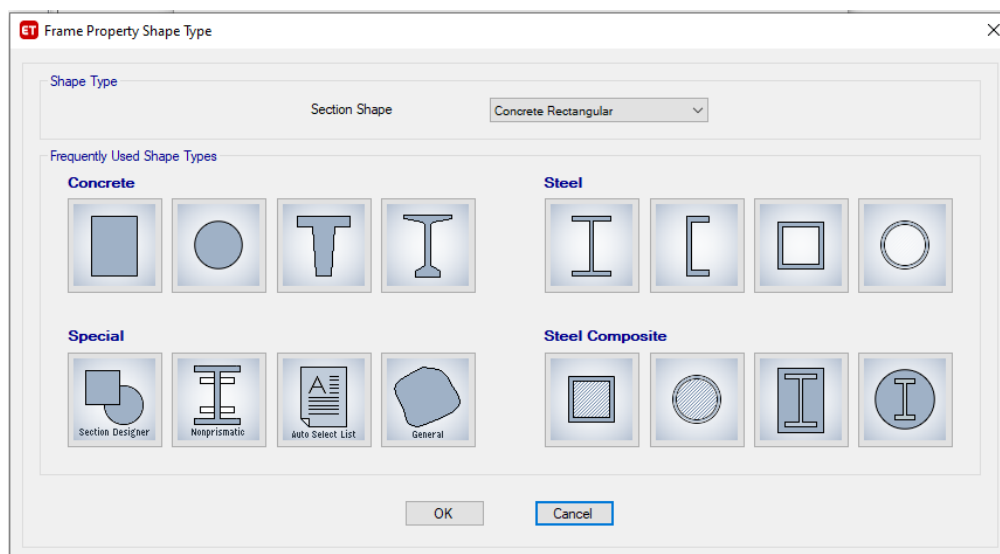 ET Frame Property Shape Type
Shape Type
Section Shape Concrete Rectangular
Frequently Used Shape Types
Concrete Steel
Special Steel Composite
A
Section Designer Nonprismatic Auto Select List General
OK Cancel